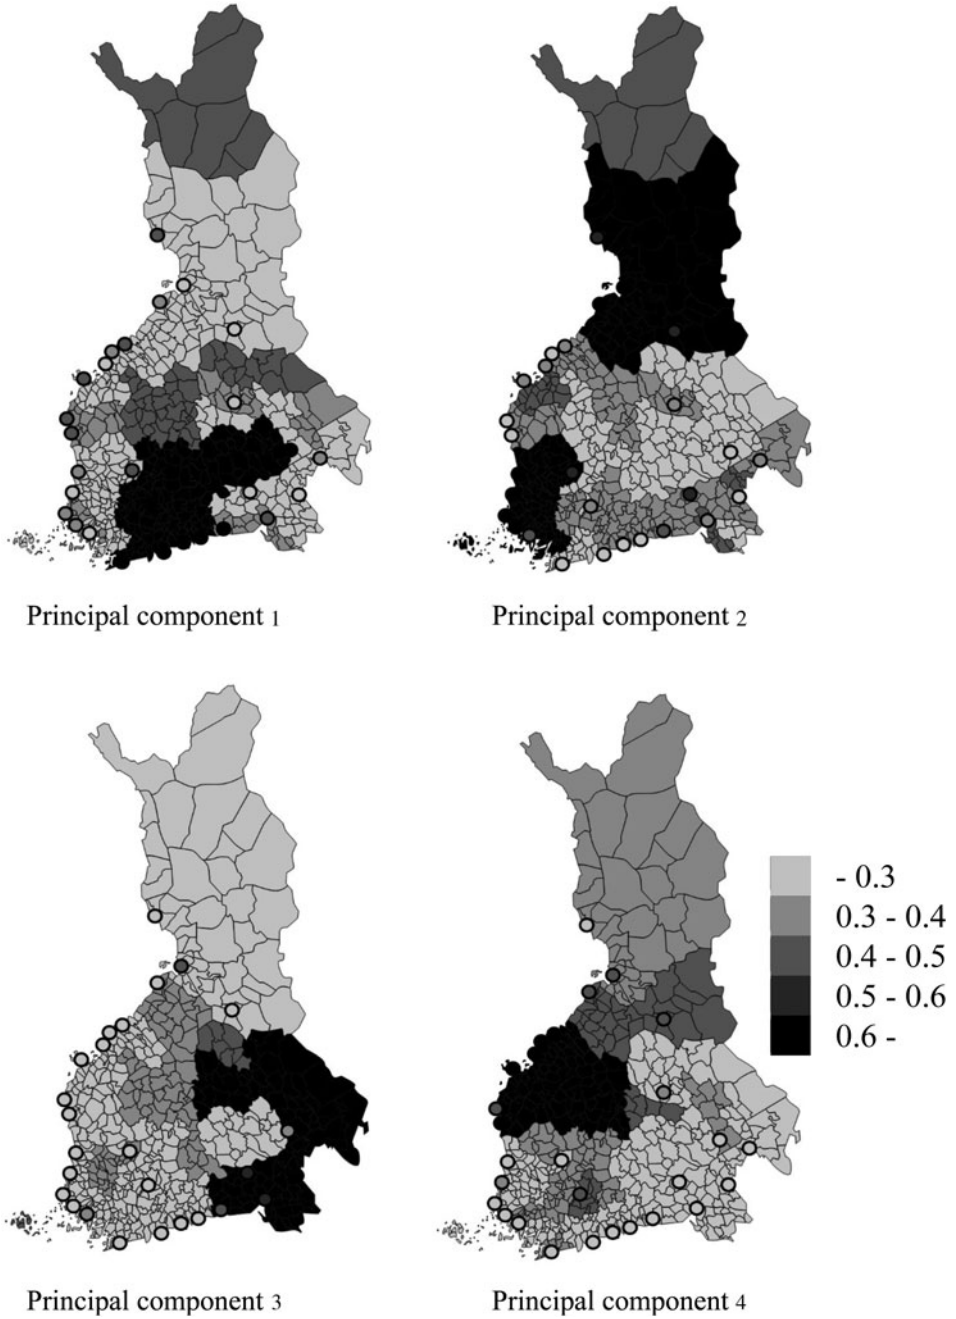 Principal component 1
Principal component 2
- 0.3
0.3 - 0.4
0.4 - 0.5
0.5 - 0.6
0.6 -
Principal component 3
Principal component 4